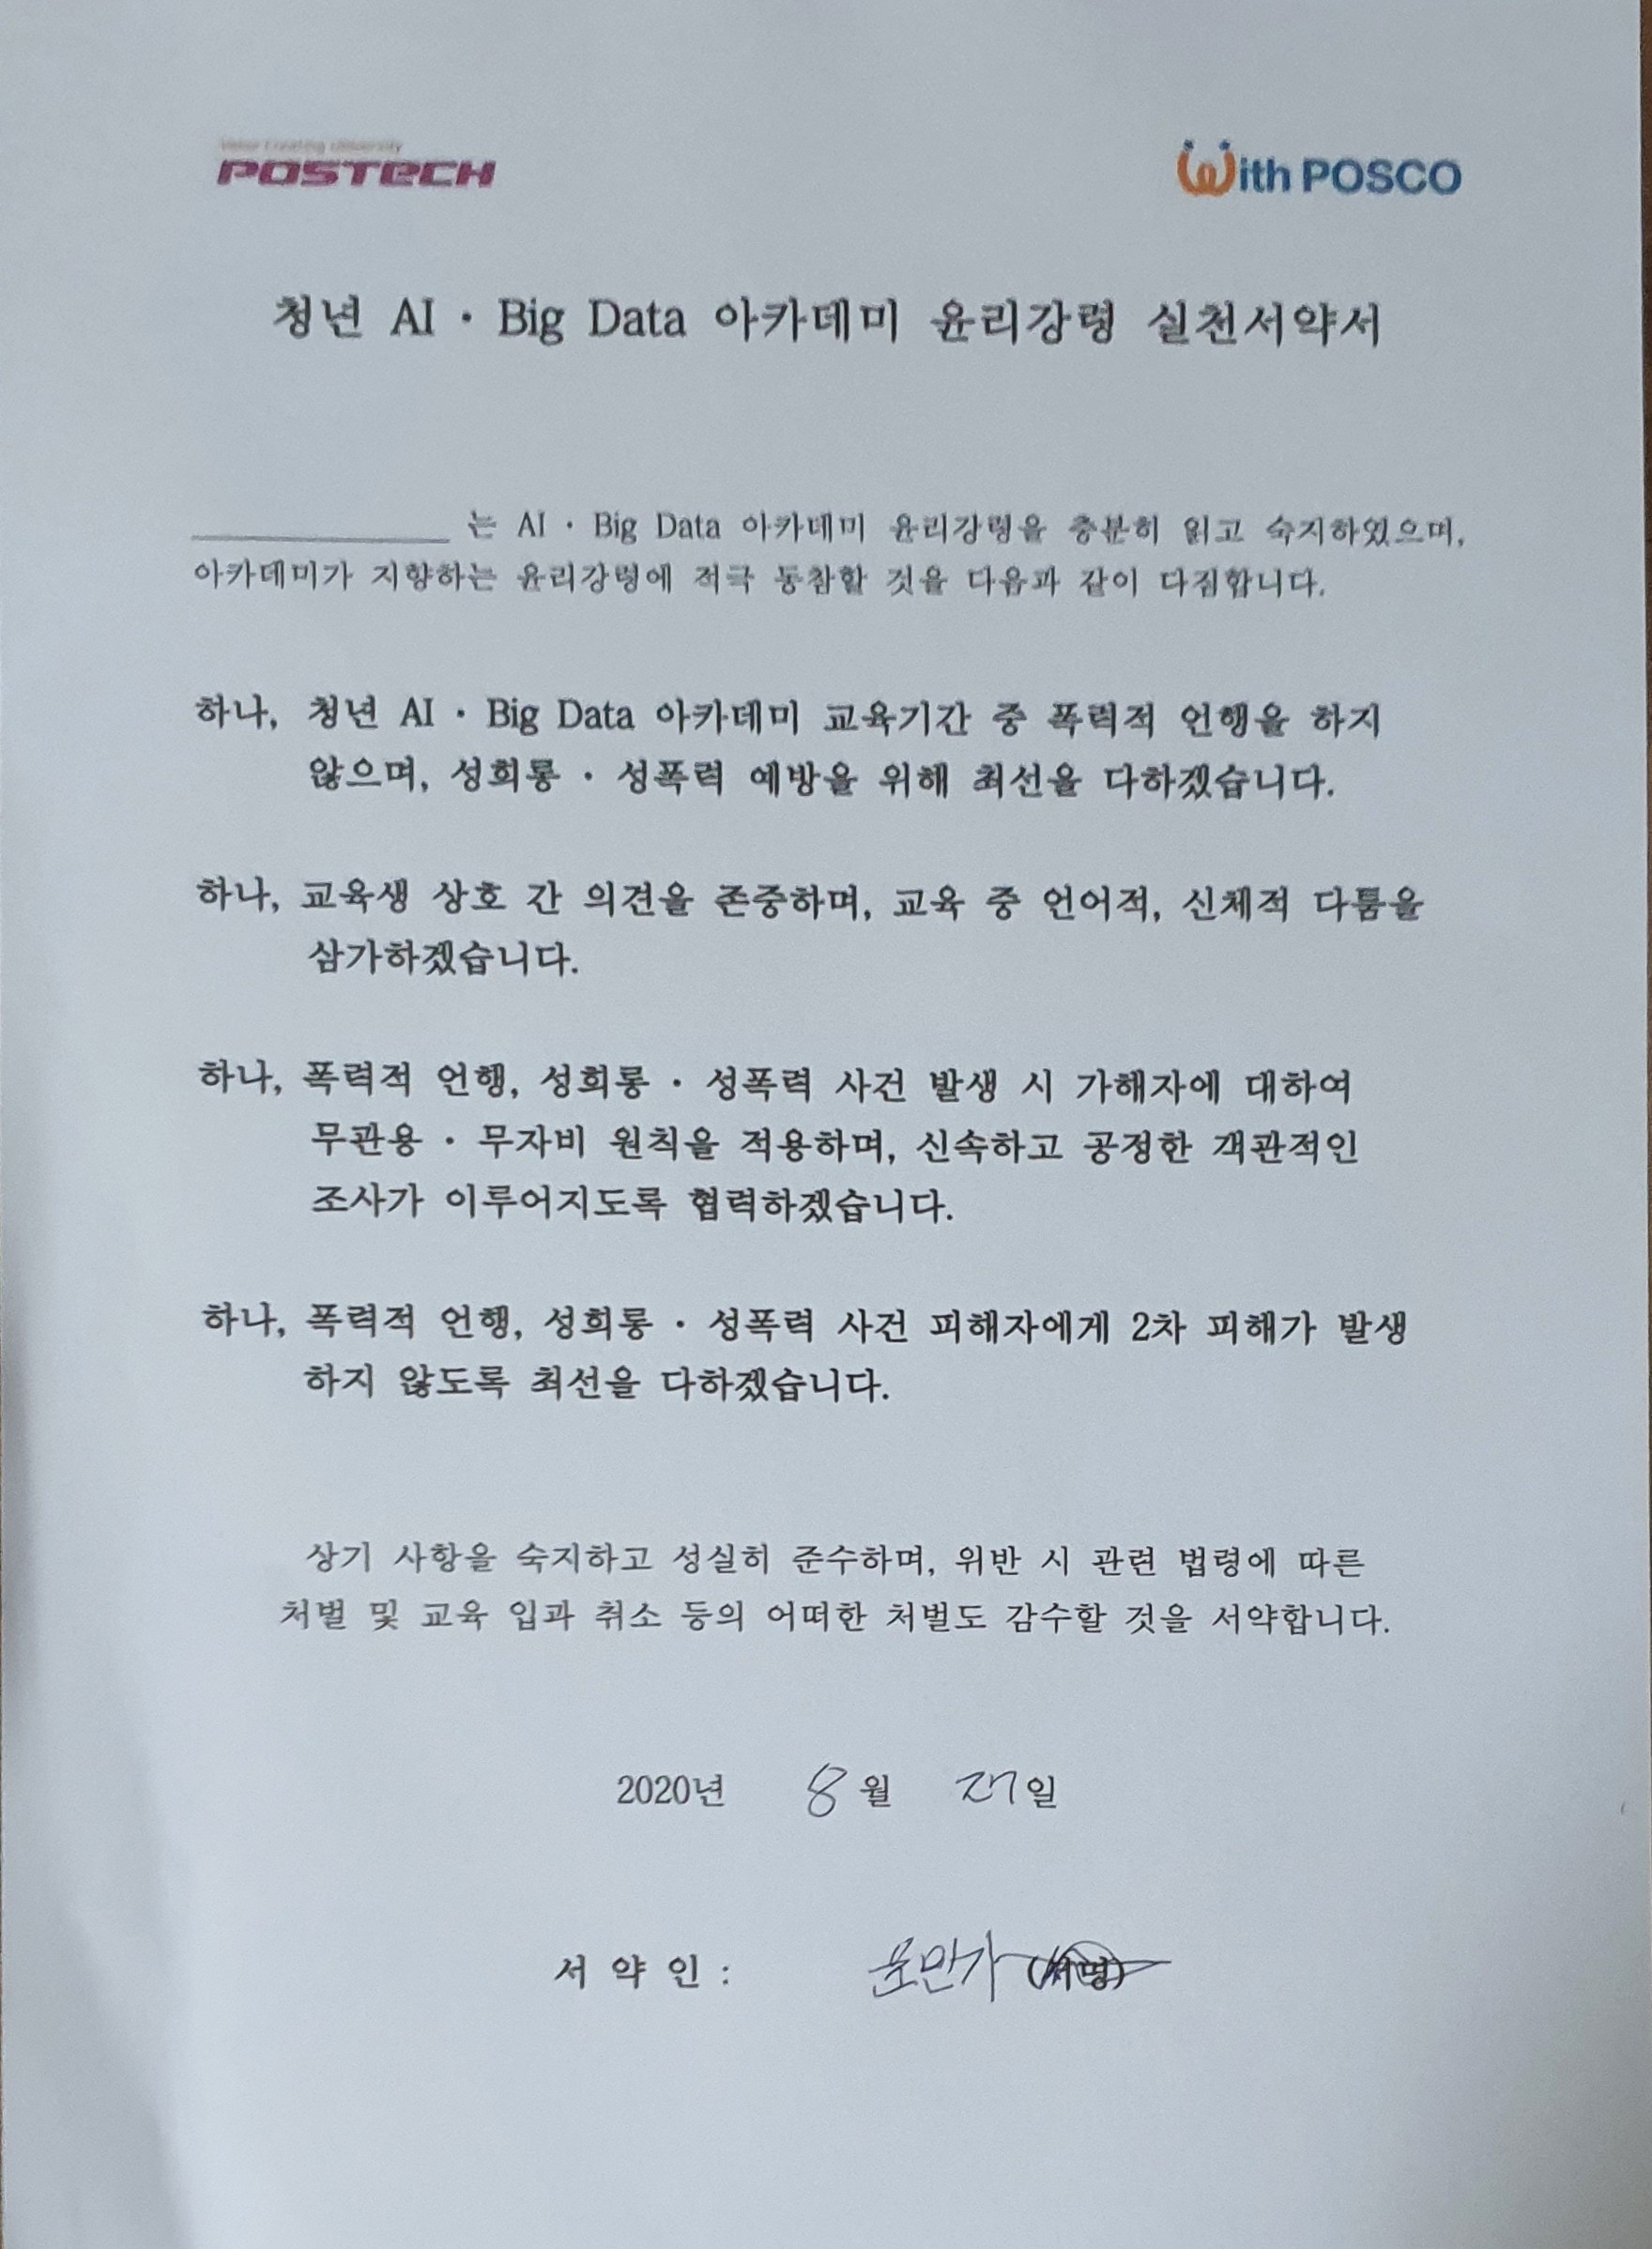 Value Creating University
POSTECH
With POSCO
청년 AI · Big Data 아카데미 윤리강령 실천서약서
는 AI · Big Data 아카데미 윤리강령을 충분히 읽고 숙지하였으며,
아카데미가 지향하는 윤리강령에 적극 동참할 것을 다음과 같이 다짐합니다.
하나, 청년 AI · Big Data 아카데미 교육기간 중 폭력적 언행을 하지
않으며, 성희롱 · 성폭력 예방을 위해 최선을 다하겠습니다.
하나, 교육생 상호 간 의견을 존중하며, 교육 중 언어적, 신체적 다툼을
삼가하겠습니다.
하나, 폭력적 언행, 성희롱 · 성폭력 사건 발생 시 가해자에 대하여
무관용 · 무자비 원칙을 적용하며, 신속하고 공정한 객관적인
조사가 이루어지도록 협력하겠습니다.
하나, 폭력적 언행, 성희롱 · 성폭력 사건 피해자에게 2차 피해가 발생
하지 않도록 최선을 다하겠습니다.
상기 사항을 숙지하고 성실히 준수하며, 위반 시 관련 법령에 따른
처벌 및 교육 입과 취소 등의 어떠한 처벌도 감수할 것을 서약합니다.
2020년 8월 27일
서 약 인 : (서명)